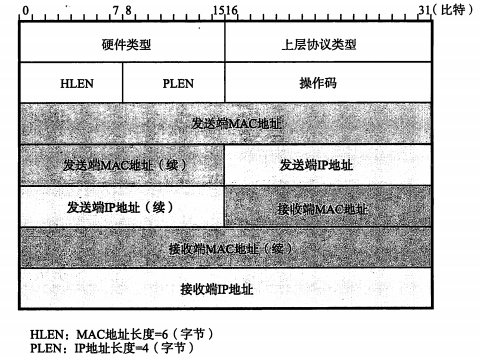 0 7,8 1516 31(比特)
硬件类型 上层协议类型
HLEN PLEN 操作码
发送端MAC地址
发送端MAC地址(续) 发送端IP地址
发送端IP地址(续) 接收端MAC地址
接收端MAC地址(续)
接收端IP地址
HLEN:MAC地址长度=6(字节)
PLEN:IP地址长度=4(字节)